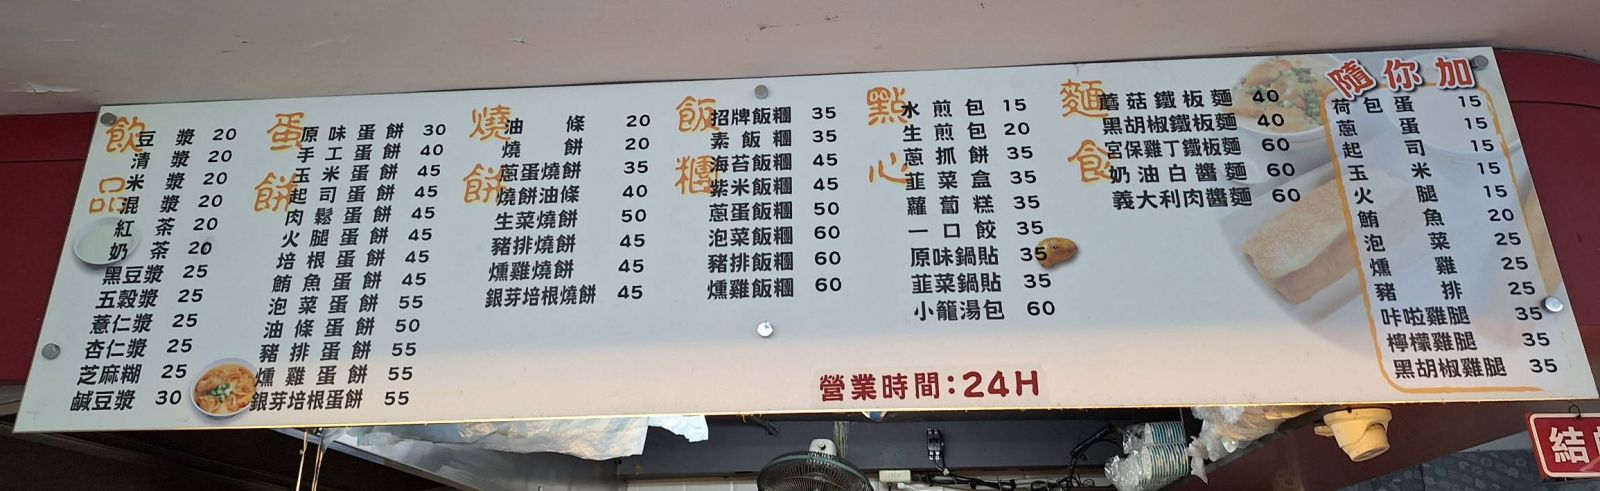 飲品
豆漿 20
清漿 20
米漿 20
混漿 20
紅茶 20
奶茶 20
黑豆漿 25
五穀漿 25
薏仁漿 25
杏仁漿 25
芝麻糊 25
鹹豆漿 30
蛋餅
原味蛋餅 30
手工蛋餅 40
玉米蛋餅 45
起司蛋餅 45
肉鬆蛋餅 45
火腿蛋餅 45
培根蛋餅 45
鮪魚蛋餅 45
泡菜蛋餅 55
油條蛋餅 50
豬排蛋餅 55
燻雞蛋餅 55
銀芽培根蛋餅 55
燒餅
油條 20
燒餅 20
蔥蛋燒餅 35
燒餅油條 40
生菜燒餅 50
豬排燒餅 45
燻雞燒餅 45
銀芽培根燒餅 45
飯糰
招牌飯糰 35
素飯糰 35
海苔飯糰 45
紫米飯糰 45
蔥蛋飯糰 50
泡菜飯糰 60
豬排飯糰 60
燻雞飯糰 60
點心
水煎包 15
生煎包 20
蔥抓餅 35
韮菜盒 35
蘿蔔糕 35
一口餃 35
原味鍋貼 35
韮菜鍋貼 35
小籠湯包 60
麵食
蘑菇鐵板麵 40
黑胡椒鐵板麵 40
宮保雞丁鐵板麵 60
奶油白醬麵 60
義大利肉醬麵 60
隨你加
荷包蛋 15
蔥蛋 15
起司 15
玉米 15
火腿 15
鮪魚 20
泡菜 25
燻雞 25
豬排 25
咔啦雞腿 35
檸檬雞腿 35
黑胡椒雞腿 35
營業時間:24H
結